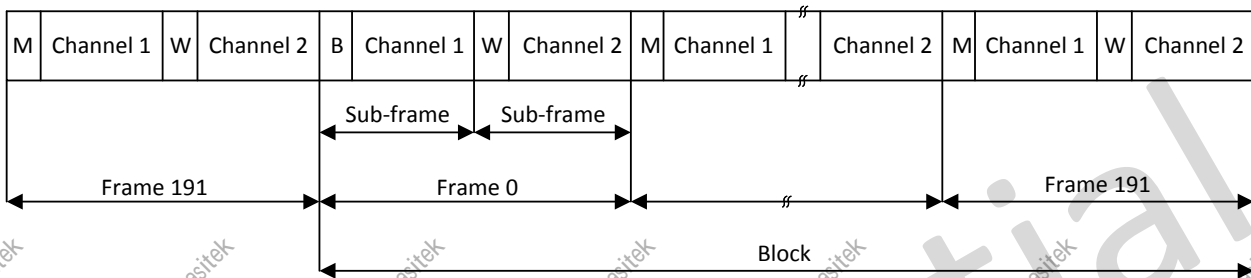 M Channel 1 W Channel 2 B Channel 1 W Channel 2 M Channel 1 Channel 2 M Channel 1 W Channel 2
Sub-frame Sub-frame
Frame 191 Frame 0 Frame 191
Block